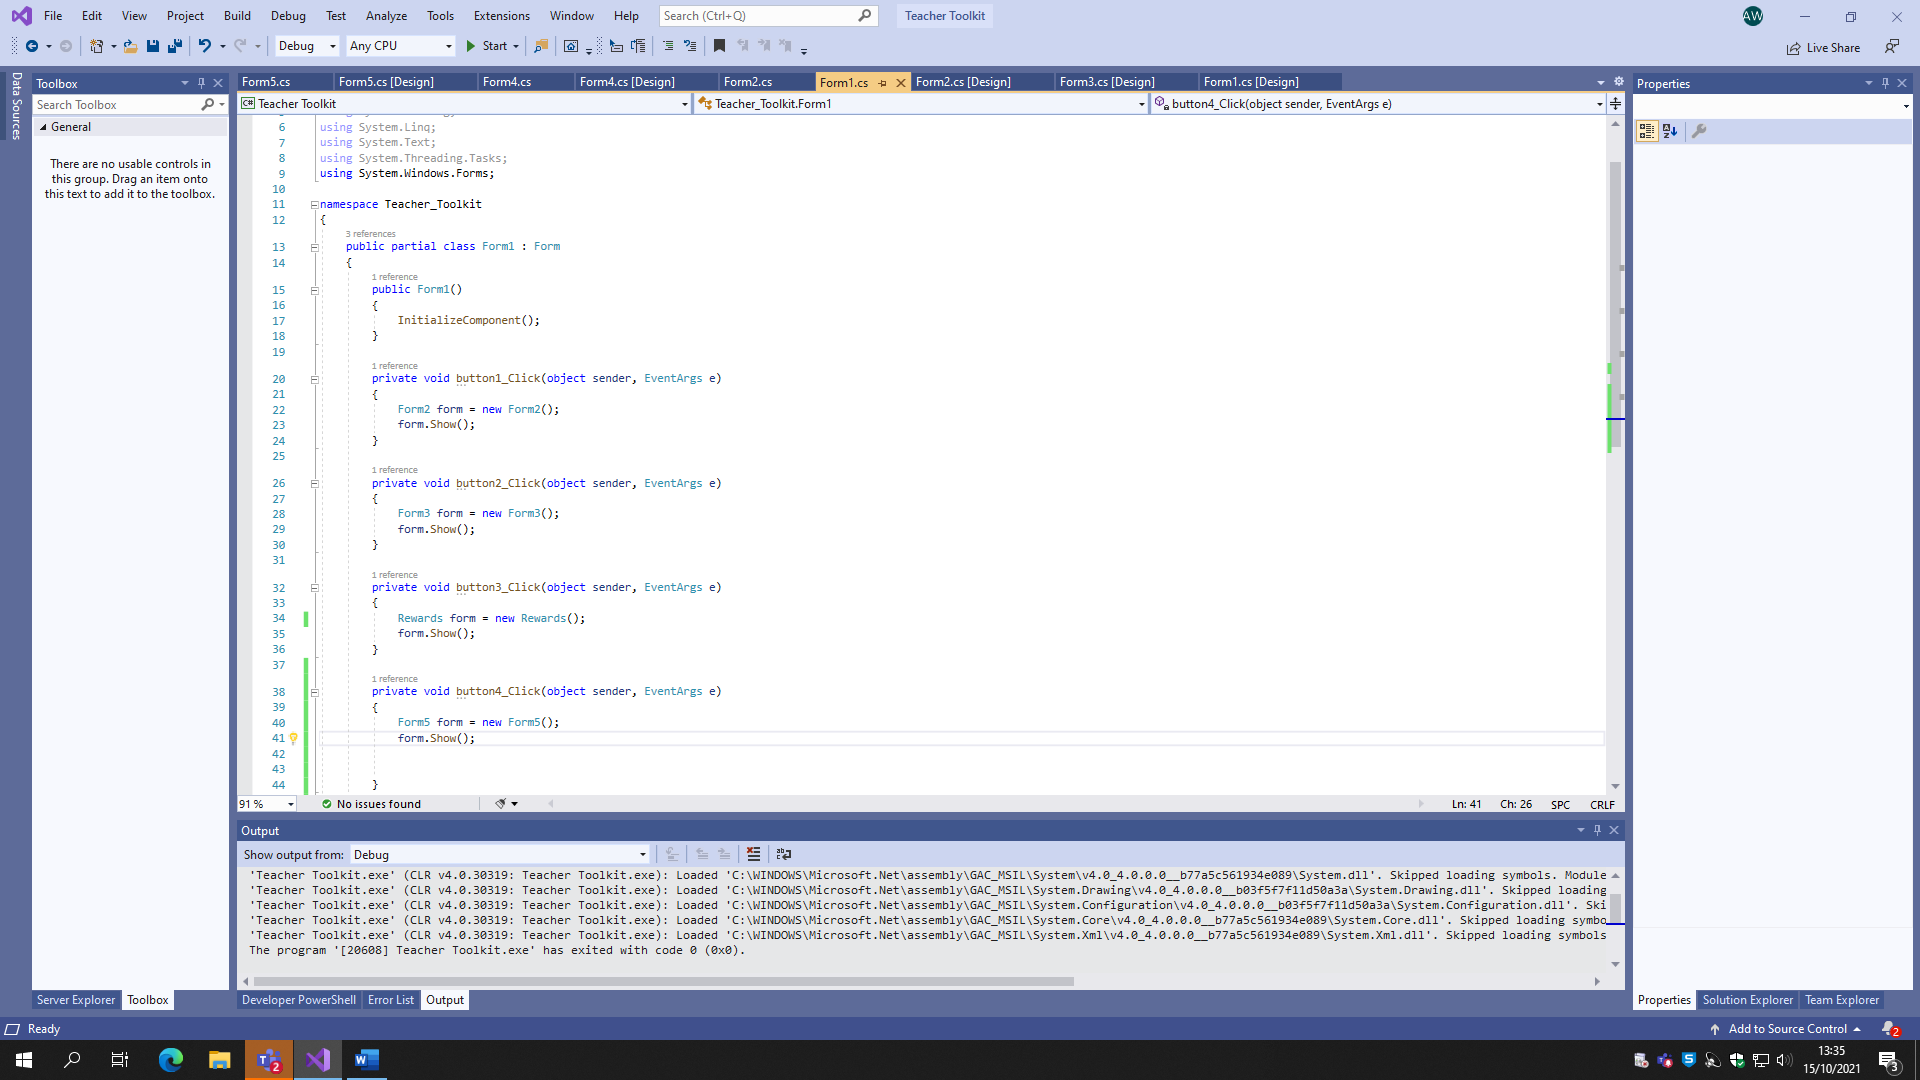 File Edit View Project Build Debug Test Analyze Tools Extensions Window Help Search (Ctrl+Q) Teacher Toolkit AW
Debug Any CPU Start Live Share
Data Sources
Toolbox
Search Toolbox
General
There are no usable controls in
this group. Drag an item onto
this text to add it to the toolbox.
Server Explorer Toolbox
Form5.cs Form5.cs [Design] Form4.cs Form4.cs [Design] Form2.cs Form1.cs Form2.cs [Design] Form3.cs [Design] Form1.cs [Design]
C# Teacher Toolkit Teacher_Toolkit.Form1 button4_Click(object sender, EventArgs e)
6 using System.Linq;
7 using System.Text;
8 using System.Threading.Tasks;
9 using System.Windows.Forms;
10
11 namespace Teacher_Toolkit
12 {
3 references
13 public partial class Form1 : Form
14 {
1 reference
15 public Form1()
16 {
17 InitializeComponent();
18 }
19
1 reference
20 private void button1_Click(object sender, EventArgs e)
21 {
22 Form2 form = new Form2();
23 form.Show();
24 }
25
1 reference
26 private void button2_Click(object sender, EventArgs e)
27 {
28 Form3 form = new Form3();
29 form.Show();
30 }
31
1 reference
32 private void button3_Click(object sender, EventArgs e)
33 {
34 Rewards form = new Rewards();
35 form.Show();
36 }
37
1 reference
38 private void button4_Click(object sender, EventArgs e)
39 {
40 Form5 form = new Form5();
41 form.Show();
42
43
44 }
91 % No issues found Ln: 41 Ch: 26 SPC CRLF
Output
Show output from: Debug
'Teacher Toolkit.exe' (CLR v4.0.30319: Teacher Toolkit.exe): Loaded 'C:\WINDOWS\Microsoft.Net\assembly\GAC_MSIL\System\v4.0_4.0.0.0__b77a5c561934e089\System.dll'. Skipped loading symbols. Module
'Teacher Toolkit.exe' (CLR v4.0.30319: Teacher Toolkit.exe): Loaded 'C:\WINDOWS\Microsoft.Net\assembly\GAC_MSIL\System.Drawing\v4.0_4.0.0.0__b03f5f7f11d50a3a\System.Drawing.dll'. Skipped loading
'Teacher Toolkit.exe' (CLR v4.0.30319: Teacher Toolkit.exe): Loaded 'C:\WINDOWS\Microsoft.Net\assembly\GAC_MSIL\System.Configuration\v4.0_4.0.0.0__b03f5f7f11d50a3a\System.Configuration.dll'. Ski
'Teacher Toolkit.exe' (CLR v4.0.30319: Teacher Toolkit.exe): Loaded 'C:\WINDOWS\Microsoft.Net\assembly\GAC_MSIL\System.Core\v4.0_4.0.0.0__b77a5c561934e089\System.Core.dll'. Skipped loading symbo
'Teacher Toolkit.exe' (CLR v4.0.30319: Teacher Toolkit.exe): Loaded 'C:\WINDOWS\Microsoft.Net\assembly\GAC_MSIL\System.Xml\v4.0_4.0.0.0__b77a5c561934e089\System.Xml.dll'. Skipped loading symbols
The program '[20608] Teacher Toolkit.exe' has exited with code 0 (0x0).
Developer PowerShell Error List Output
Properties
Properties Solution Explorer Team Explorer
Ready Add to Source Control 2
13:35
15/10/2021
3